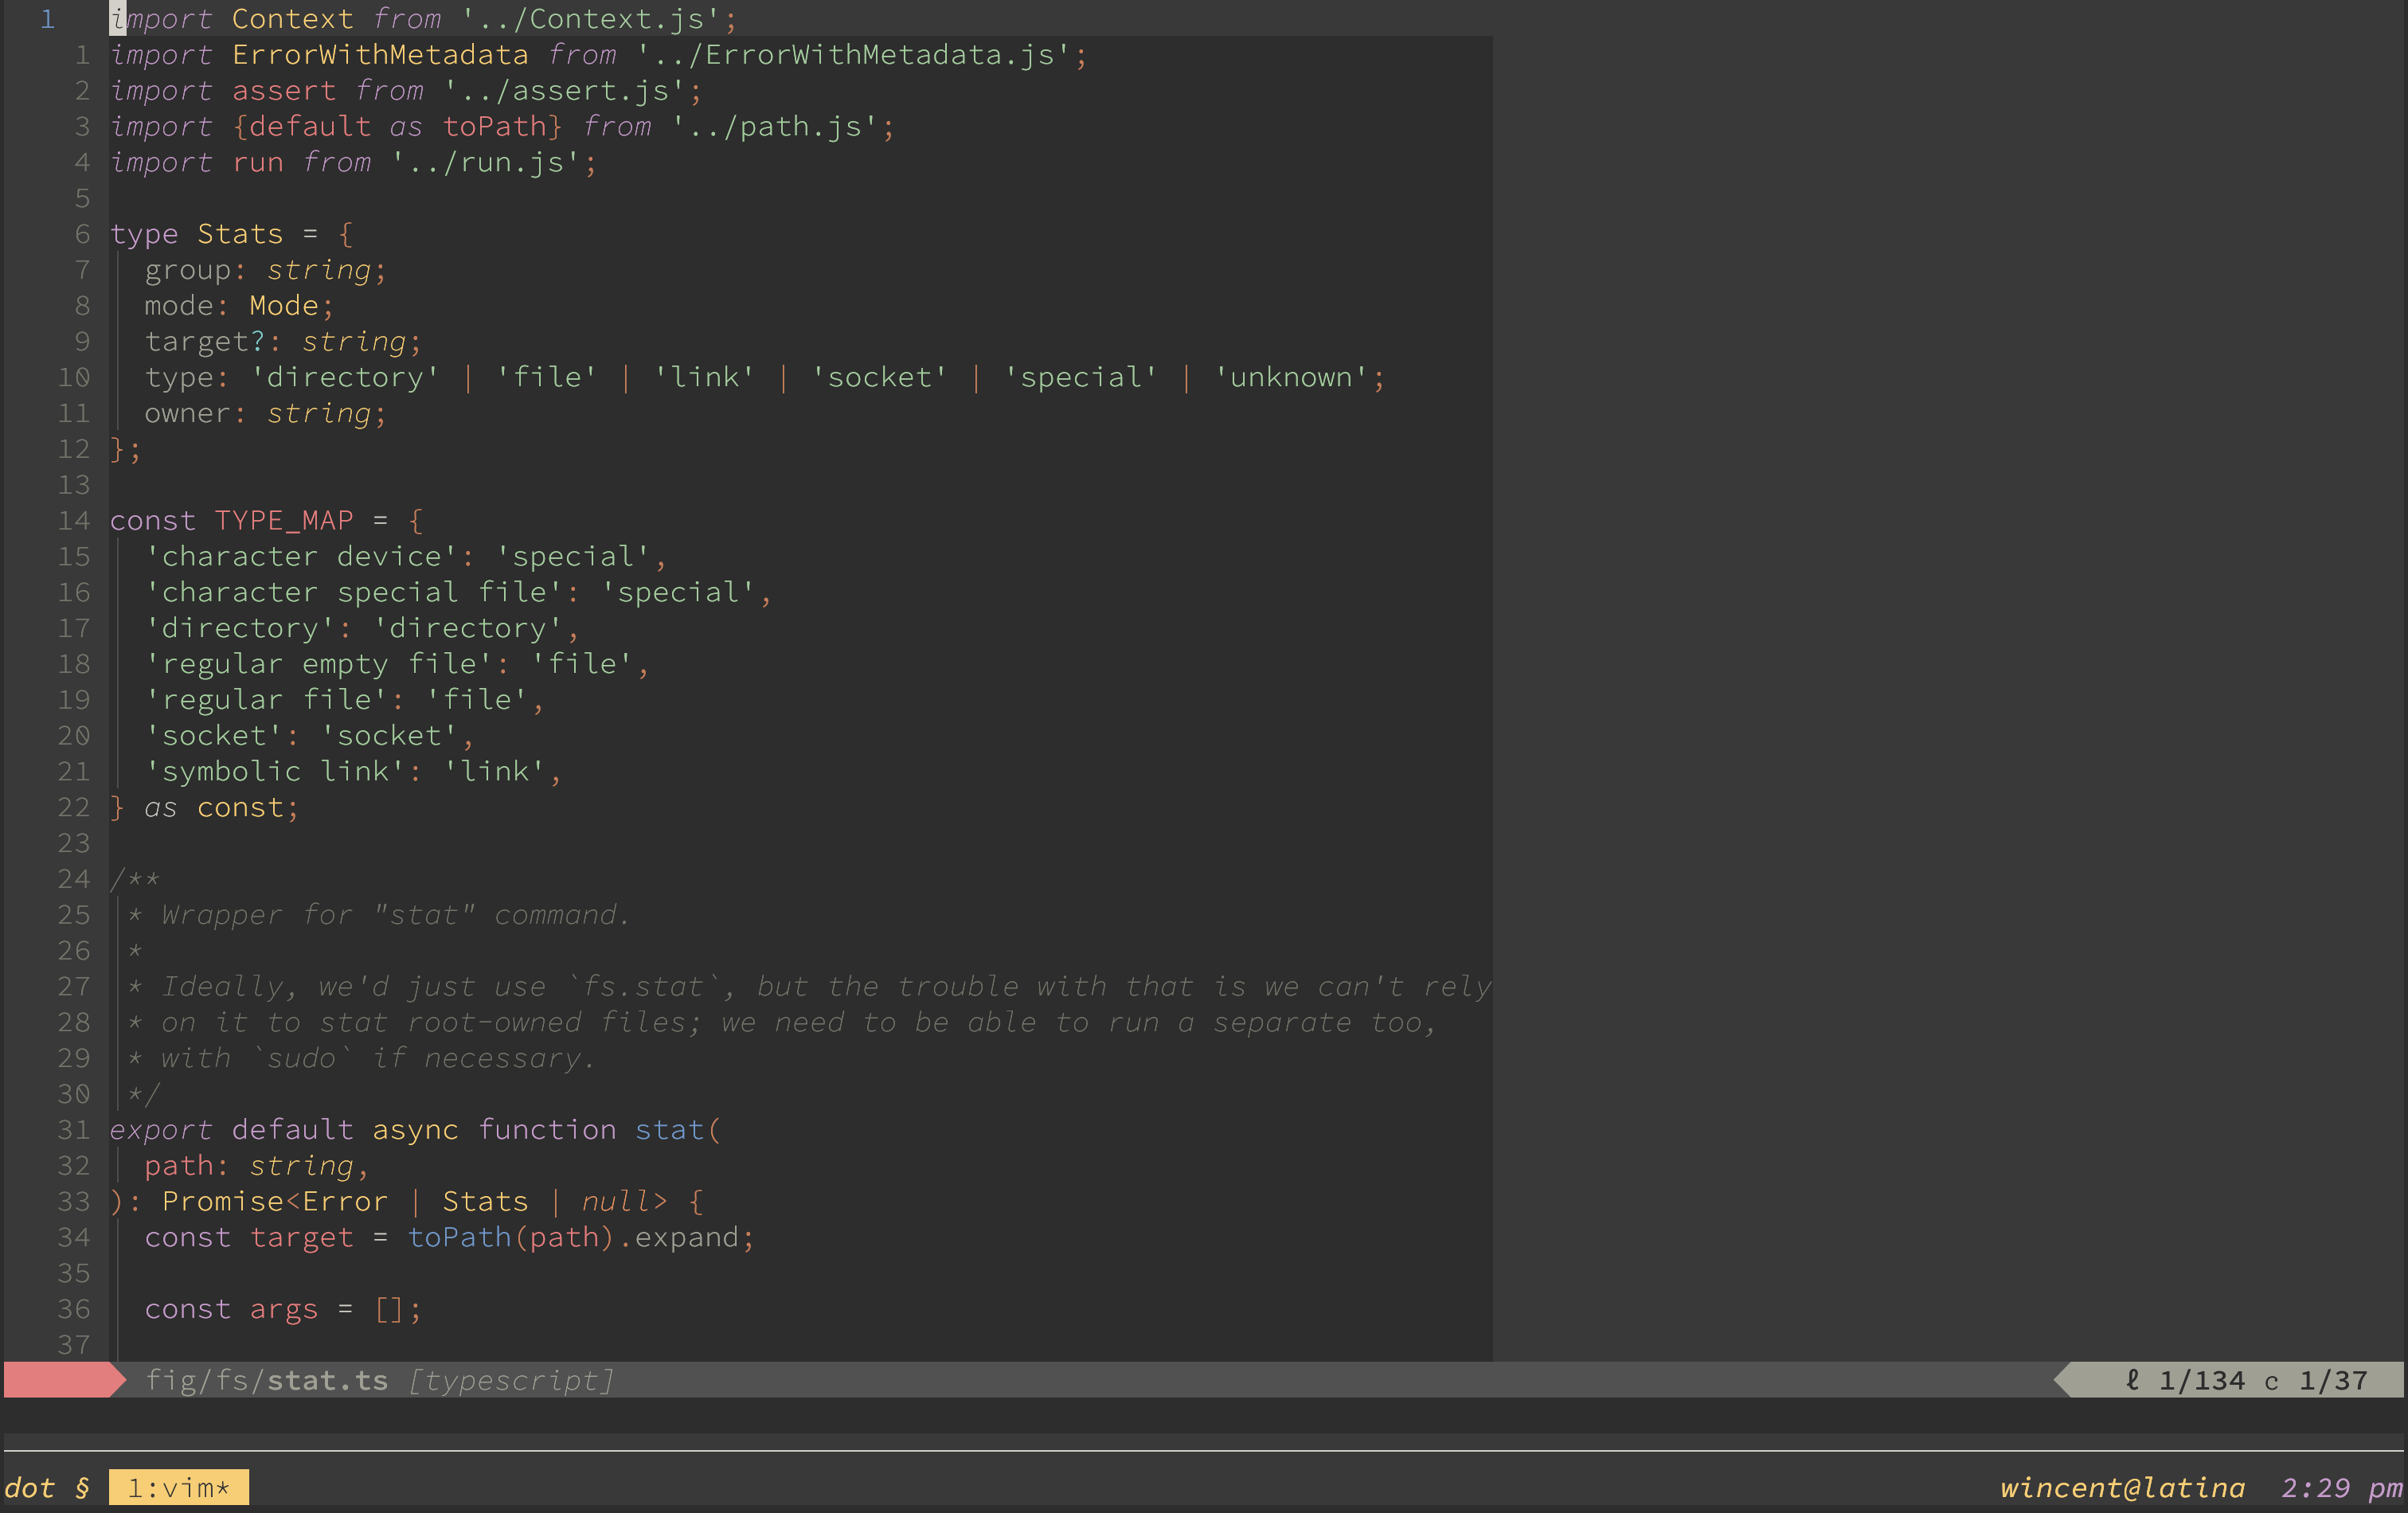 1 import Context from '../Context.js';
1 import ErrorWithMetadata from '../ErrorWithMetadata.js';
2 import assert from '../assert.js';
3 import {default as toPath} from '../path.js';
4 import run from '../run.js';
5
6 type Stats = {
7 group: string;
8 mode: Mode;
9 target?: string;
10 type: 'directory' | 'file' | 'link' | 'socket' | 'special' | 'unknown';
11 owner: string;
12 };
13
14 const TYPE_MAP = {
15 'character device': 'special',
16 'character special file': 'special',
17 'directory': 'directory',
18 'regular empty file': 'file',
19 'regular file': 'file',
20 'socket': 'socket',
21 'symbolic link': 'link',
22 } as const;
23
24 /**
25 * Wrapper for "stat" command.
26 *
27 * Ideally, we'd just use `fs.stat`, but the trouble with that is we can't rely
28 * on it to stat root-owned files; we need to be able to run a separate too,
29 * with `sudo` if necessary.
30 */
31 export default async function stat(
32 path: string,
33 ): Promise<Error | Stats | null> {
34 const target = toPath(path).expand;
35
36 const args = [];
37
fig/fs/stat.ts [typescript] ℓ 1/134 c 1/37
dot § 1:vim* wincent@latina 2:29 pm